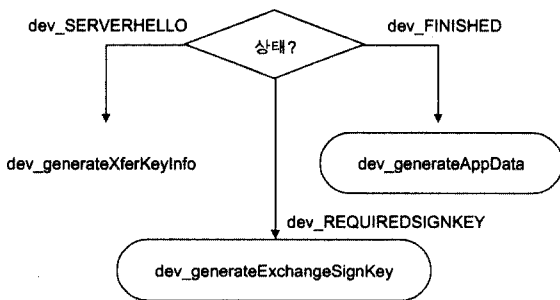 dev_SERVERHELLO
상태?
dev_FINISHED
dev_generateXferKeyInfo
dev_generateAppData
dev_REQUIREDSIGNKEY
dev_generateExchangeSignKey